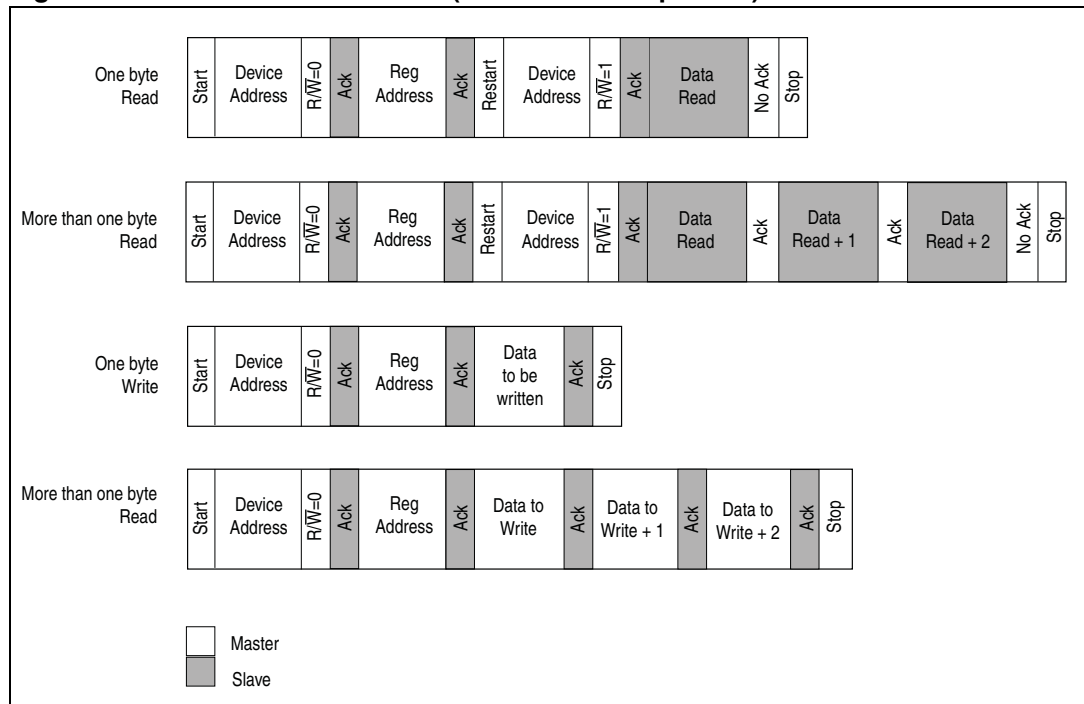 One byte
Read
Start
Device
Address
R/W̅=0
Ack
Reg
Address
Ack
Restart
Device
Address
R/W̅=1
Ack
Data
Read
No Ack
Stop
More than one byte
Read
Start
Device
Address
R/W̅=0
Ack
Reg
Address
Ack
Restart
Device
Address
R/W̅=1
Ack
Data
Read
Ack
Data
Read + 1
Ack
Data
Read + 2
No Ack
Stop
One byte
Write
Start
Device
Address
R/W̅=0
Ack
Reg
Address
Ack
Data
to be
written
Ack
Stop
More than one byte
Read
Start
Device
Address
R/W̅=0
Ack
Reg
Address
Ack
Data to
Write
Ack
Data to
Write + 1
Ack
Data to
Write + 2
Ack
Stop
Master
Slave